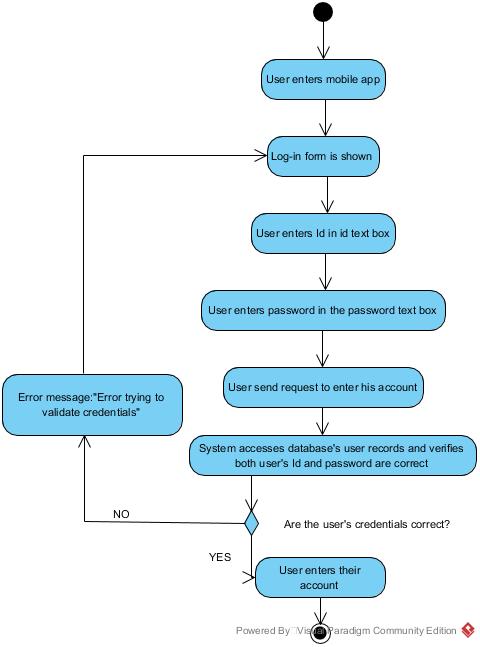 User enters mobile app
Log-in form is shown
User enters Id in id text box
User enters password in the password text box
User send request to enter his account
Error message:"Error trying to
validate credentials"
System accesses database's user records and verifies
both user's Id and password are correct
NO
Are the user's credentials correct?
YES
User enters their
account
Powered By Visual Paradigm Community Edition